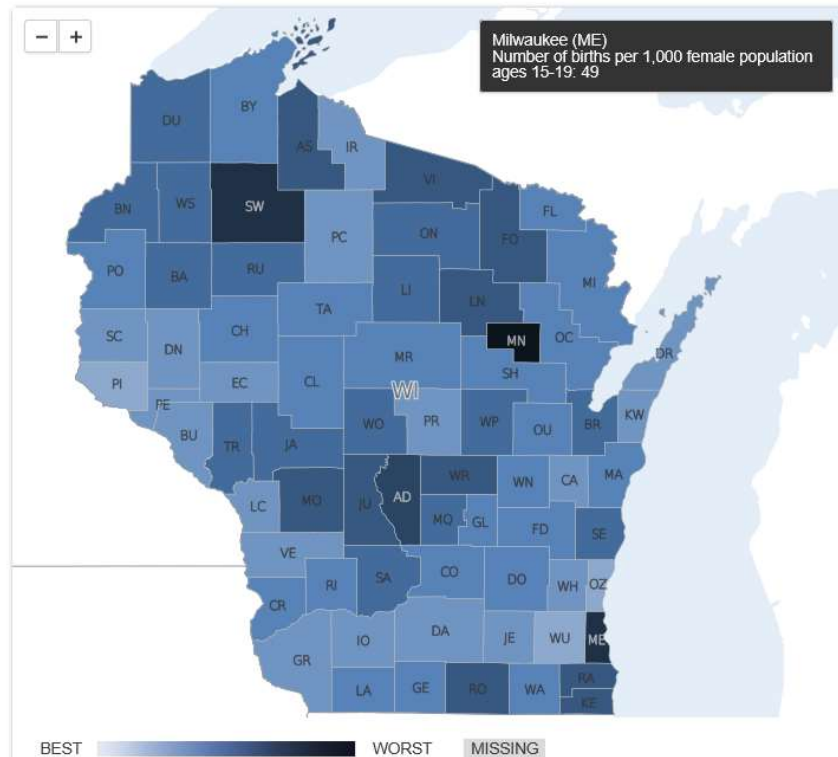 − +
Milwaukee (ME)
Number of births per 1,000 female population
ages 15-19: 49
BY
DU
AS
IR
VI
BN
WS
SW
FL
PC
ON
FO
PO
BA
RU
LI
LN
MI
SC
DN
CH
TA
MN
OC
DR
PI
EC
CL
MR
SH
WI
PE
BU
TR
JA
WO
PR
WP
OU
BR
KW
LC
MO
JU
AD
WR
WN
CA
MA
MQ
GL
FD
SE
VE
RI
SA
CO
DO
WH
OZ
CR
GR
IO
DA
JE
WU
ME
LA
GE
RO
WA
RA
KE
BEST WORST MISSING